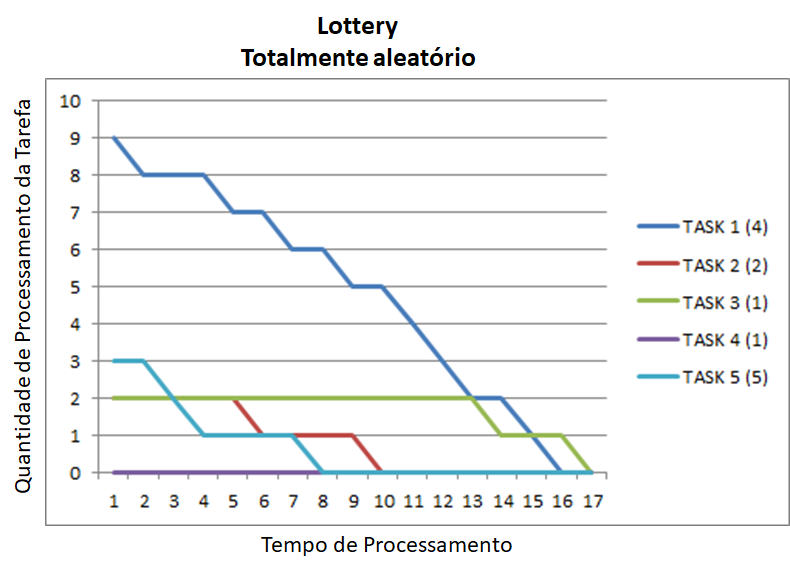 Lottery
Totalmente aleatório
Quantidade de Processamento da Tarefa
10
9
8
7
6
5
4
3
2
1
0
1 2 3 4 5 6 7 8 9 10 11 12 13 14 15 16 17
Tempo de Processamento
TASK 1 (4)
TASK 2 (2)
TASK 3 (1)
TASK 4 (1)
TASK 5 (5)